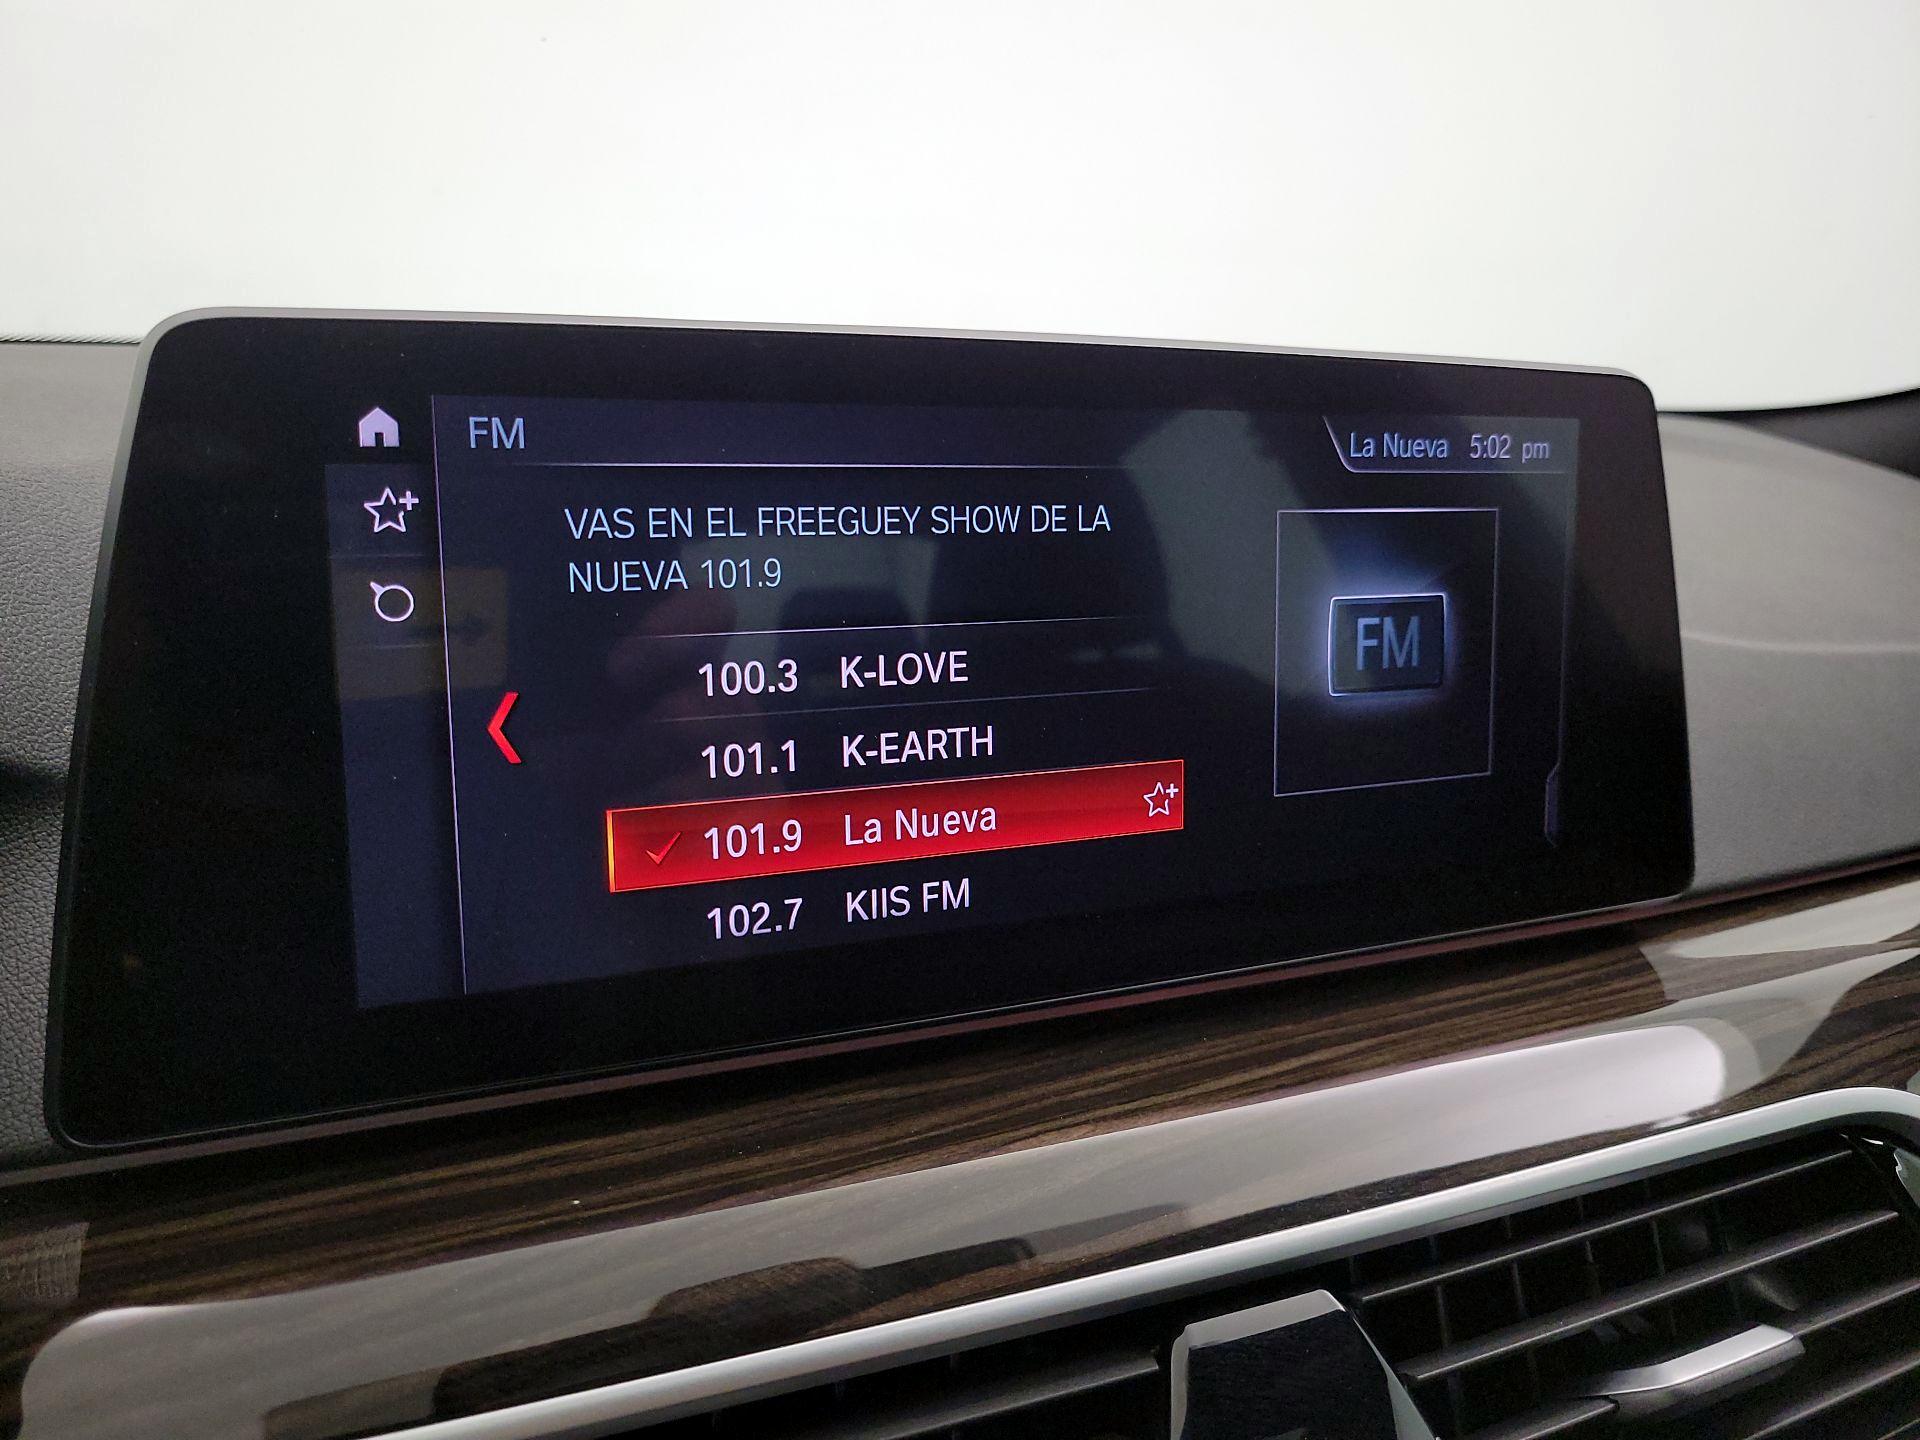 FM
La Nueva 5:02 pm
VAS EN EL FREEGUEY SHOW DE LA
NUEVA 101.9
FM
100.3 K-LOVE
101.1 K-EARTH
101.9 La Nueva
102.7 KIIS FM